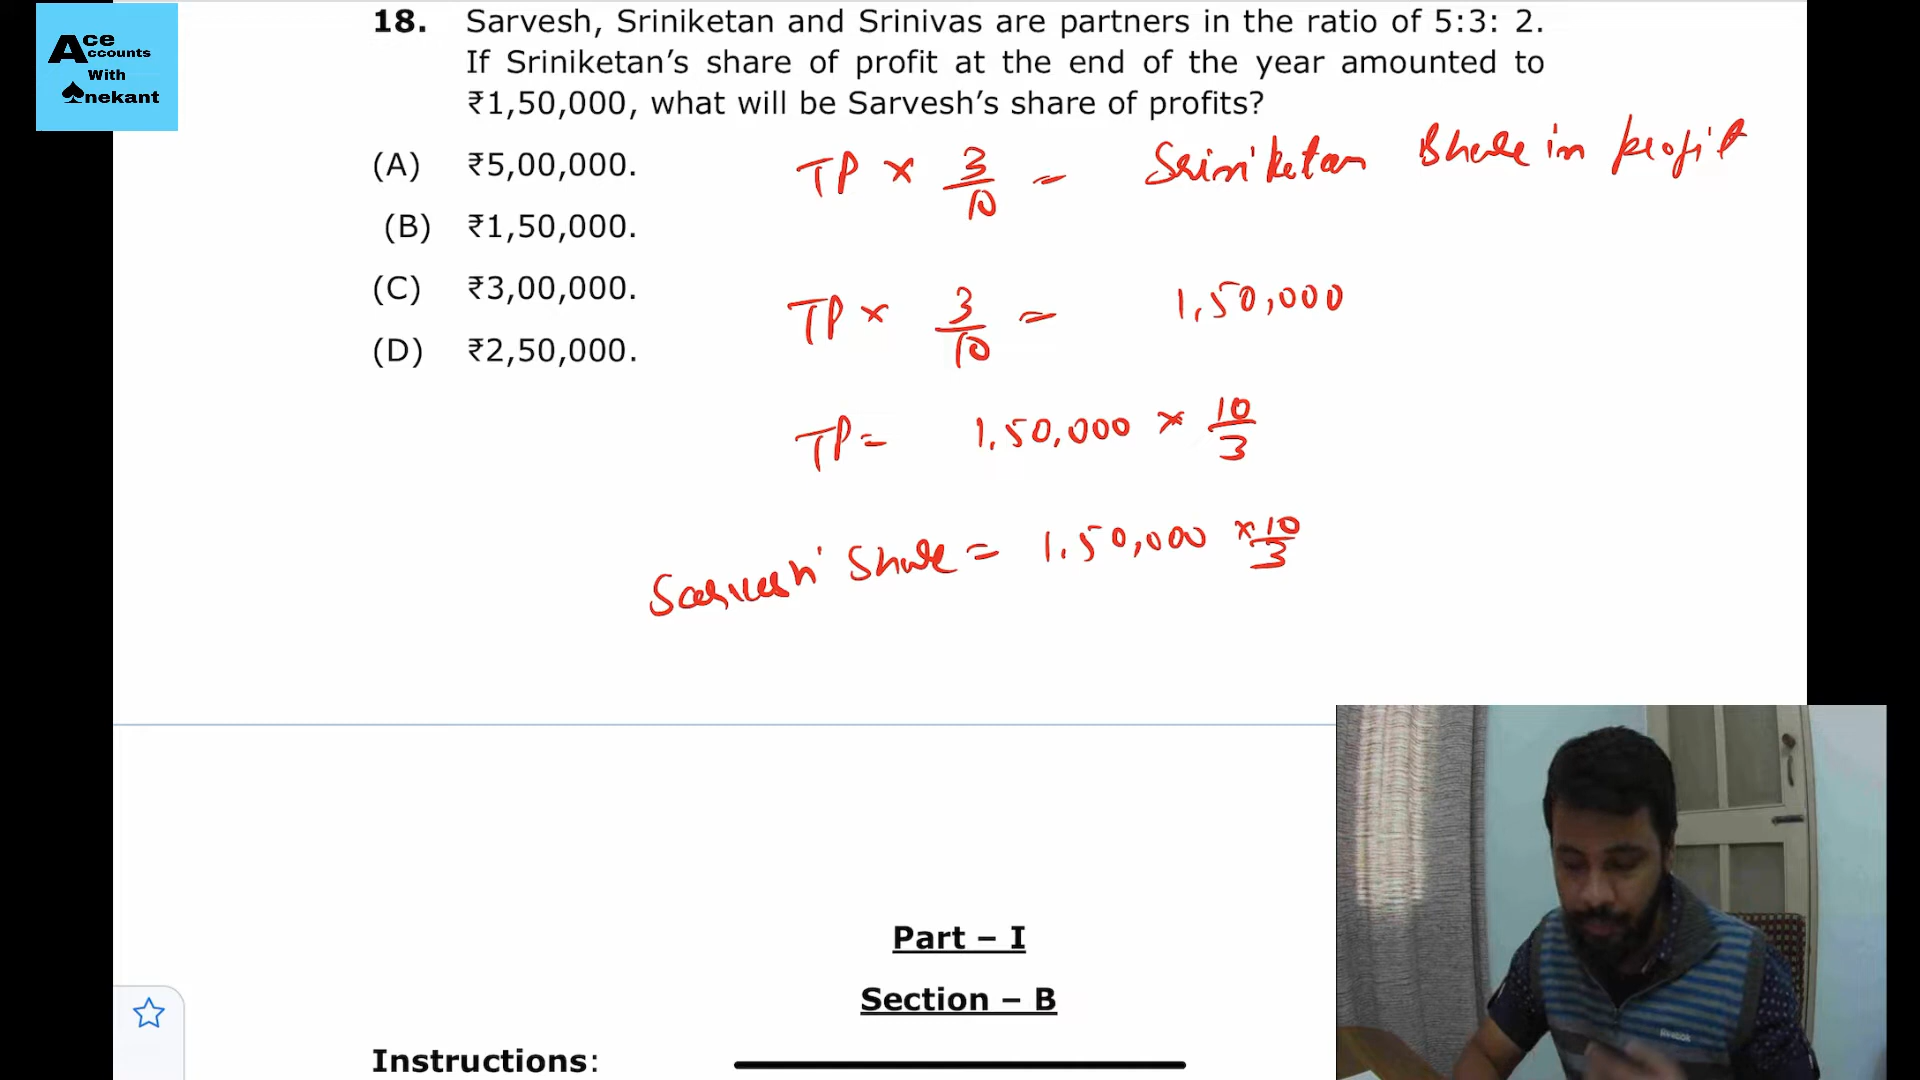 Ace
Accounts
With
Anekant
18. Sarvesh, Sriniketan and Srinivas are partners in the ratio of 5:3: 2.
If Sriniketan’s share of profit at the end of the year amounted to
₹1,50,000, what will be Sarvesh’s share of profits?
(A) ₹5,00,000.
(B) ₹1,50,000.
(C) ₹3,00,000.
(D) ₹2,50,000.
TP × 3/10 = Sriniketan Share in profit
TP × 3/10 = 1,50,000
TP = 1,50,000 × 10/3
Sarvesh' Share = 1,50,000 × 10/3
Part – I
Section – B
Instructions:
Reebok